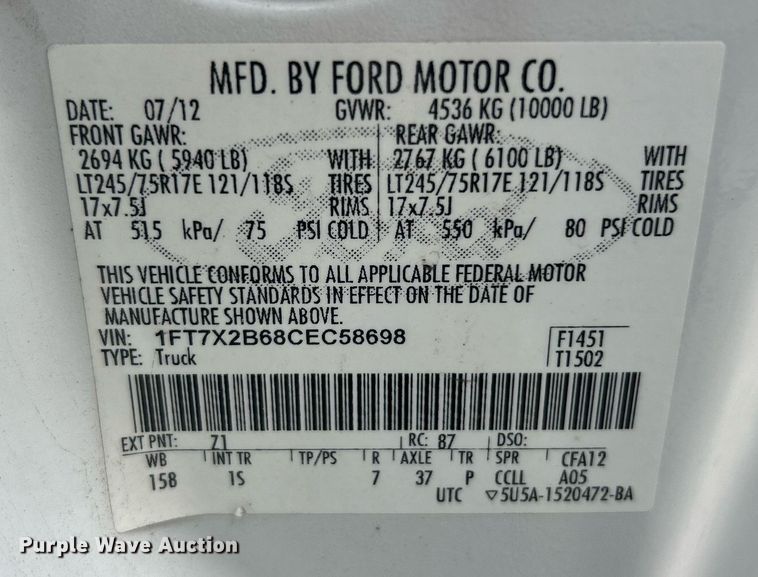 MFD. BY FORD MOTOR CO.
DATE: 07/12 GVWR: 4536 KG (10000 LB)
FRONT GAWR: REAR GAWR:
2694 KG ( 5940 LB) WITH 2767 KG ( 6100 LB) WITH
LT245/75R17E 121/118S TIRES LT245/75R17E 121/118S TIRES
17x7.5J RIMS 17x7.5J RIMS
AT 515 kPa/ 75 PSI COLD AT 550 kPa/ 80 PSI COLD
THIS VEHICLE CONFORMS TO ALL APPLICABLE FEDERAL MOTOR
VEHICLE SAFETY STANDARDS IN EFFECT ON THE DATE OF
MANUFACTURE SHOWN ABOVE.
VIN: 1FT7X2B68CEC58698 F1451
TYPE: Truck T1502
EXT PNT: Z1 RC: 87 DSO:
WB INT TR TP/PS R AXLE TR SPR CFA12
158 1S 7 37 P CCLL A05
UTC ▽5U5A-1520472-BA
Purple Wave Auction